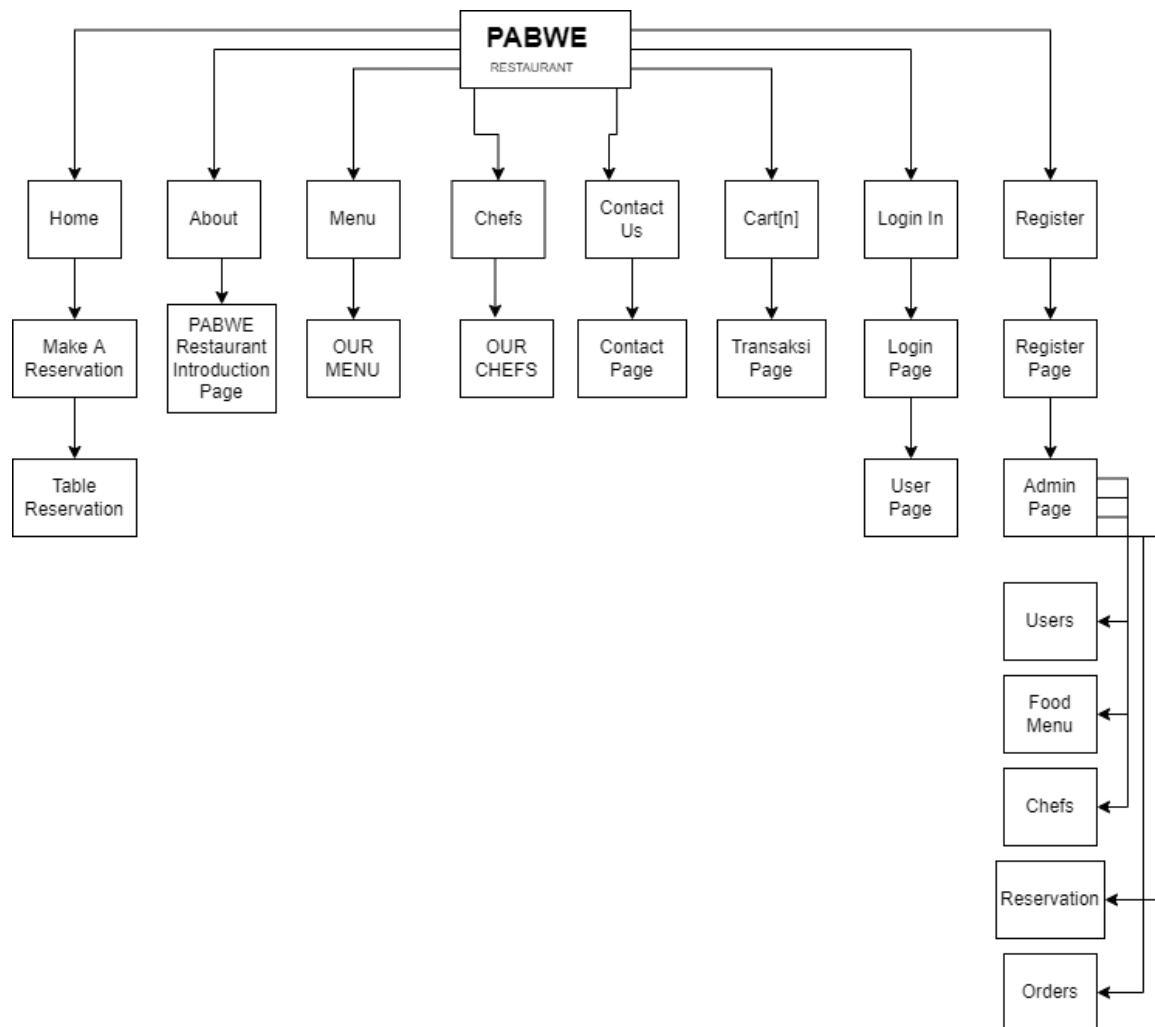 PABWE
RESTAURANT
Home
About
Menu
Chefs
Contact
Us
Cart[n]
Login In
Register
Make A
Reservation
PABWE
Restaurant
Introduction
Page
OUR
MENU
OUR
CHEFS
Contact
Page
Transaksi
Page
Login
Page
Register
Page
Table
Reservation
User
Page
Admin
Page
Users
Food
Menu
Chefs
Reservation
Orders